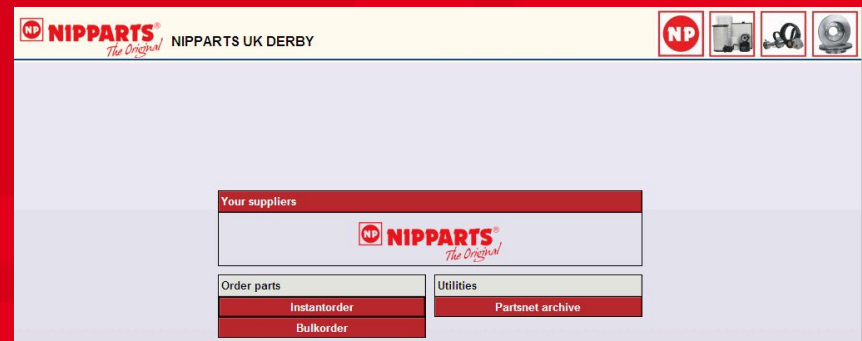 NP NIPPARTS®
The Original
NIPPARTS UK DERBY
NP
Your suppliers
NP NIPPARTS®
The Original
Order parts
Utilities
Instantorder
Partsnet archive
Bulkorder